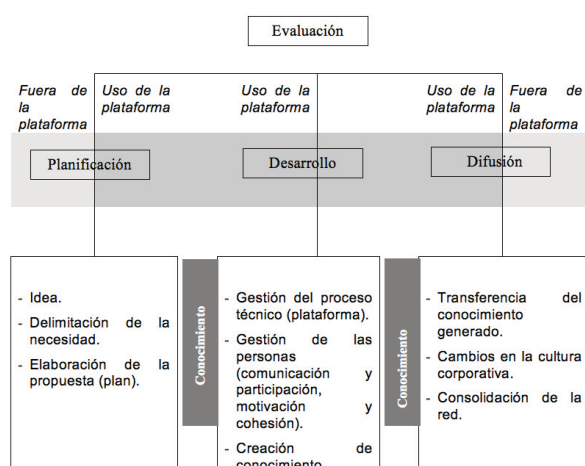 Evaluación
Fuera de
la
plataforma
Uso de la
plataforma
Uso de la
plataforma
Uso de la
plataforma
Fuera de
la
plataforma
Planificación
Desarrollo
Difusión
- Idea.
- Delimitación de la
necesidad.
- Elaboración de la
propuesta (plan).
Conocimiento
- Gestión del proceso
técnico (plataforma).
- Gestión de las
personas
(comunicación y
participación,
motivación y
cohesión).
- Creación de
conocimiento
Conocimiento
- Transferencia del
conocimiento
generado.
- Cambios en la cultura
corporativa.
- Consolidación de la
red.